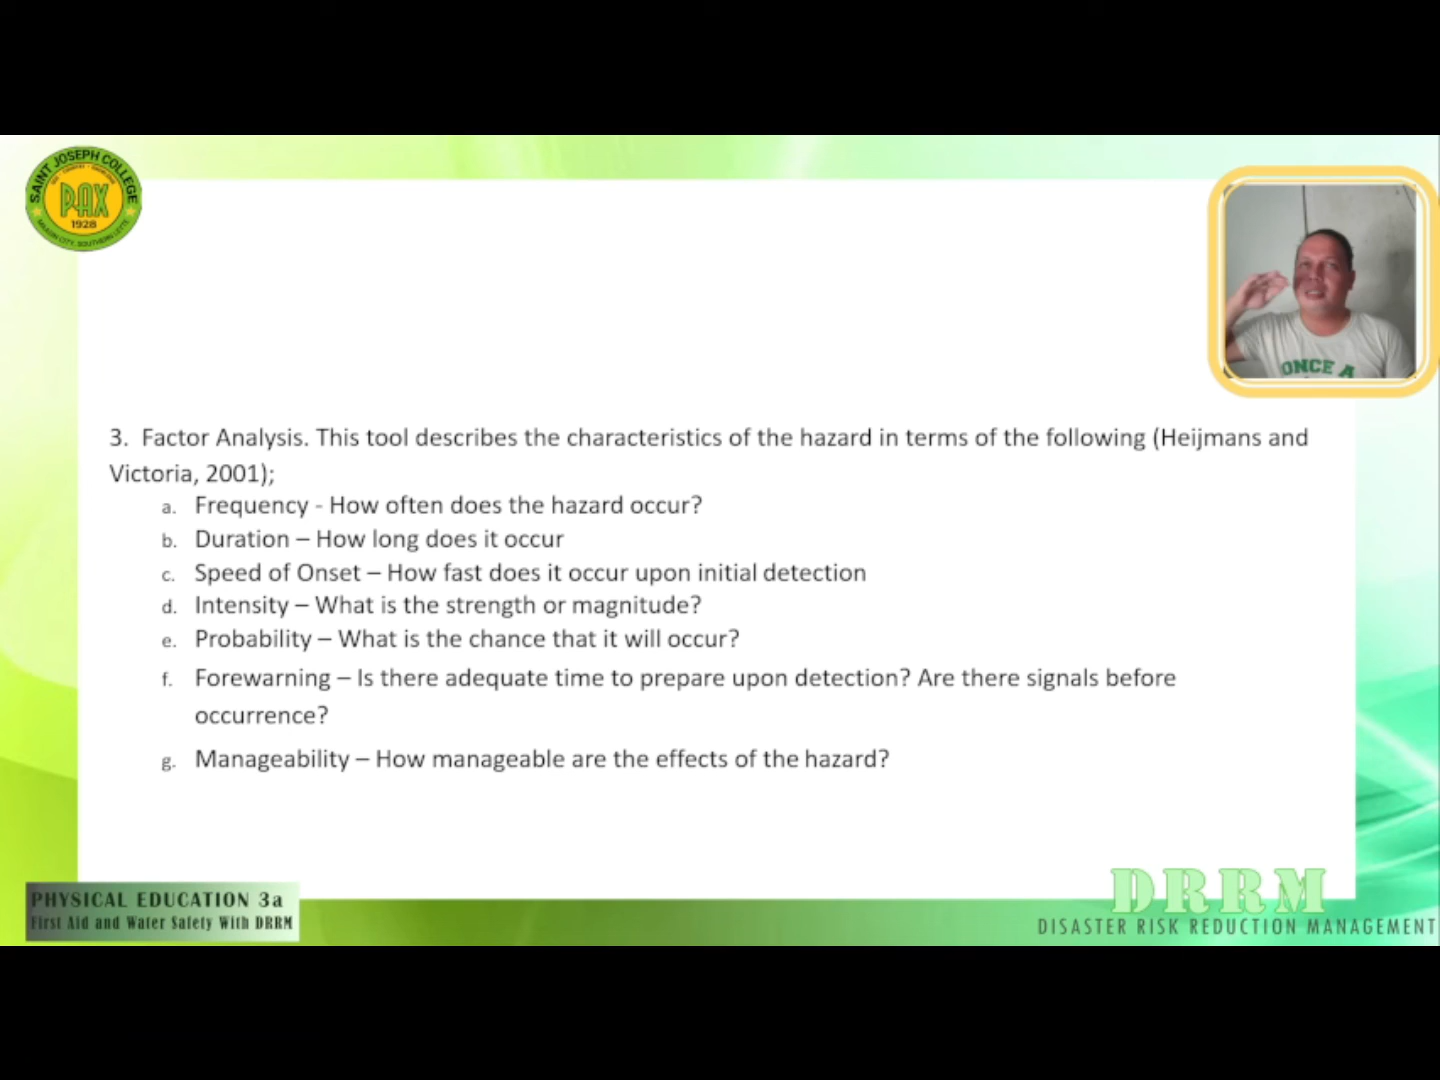 SAINT JOSEPH COLLEGE
PAX
1928
MAASIN CITY, SOUTHERN LEYTE
ONCE A
3. Factor Analysis. This tool describes the characteristics of the hazard in terms of the following (Heijmans and
Victoria, 2001);
a. Frequency - How often does the hazard occur?
b. Duration – How long does it occur
c. Speed of Onset – How fast does it occur upon initial detection
d. Intensity – What is the strength or magnitude?
e. Probability – What is the chance that it will occur?
f. Forewarning – Is there adequate time to prepare upon detection? Are there signals before
occurrence?
g. Manageability – How manageable are the effects of the hazard?
PHYSICAL EDUCATION 3a
First Aid and Water Safety With DRRM
DRRM
DISASTER RISK REDUCTION MANAGEMENT